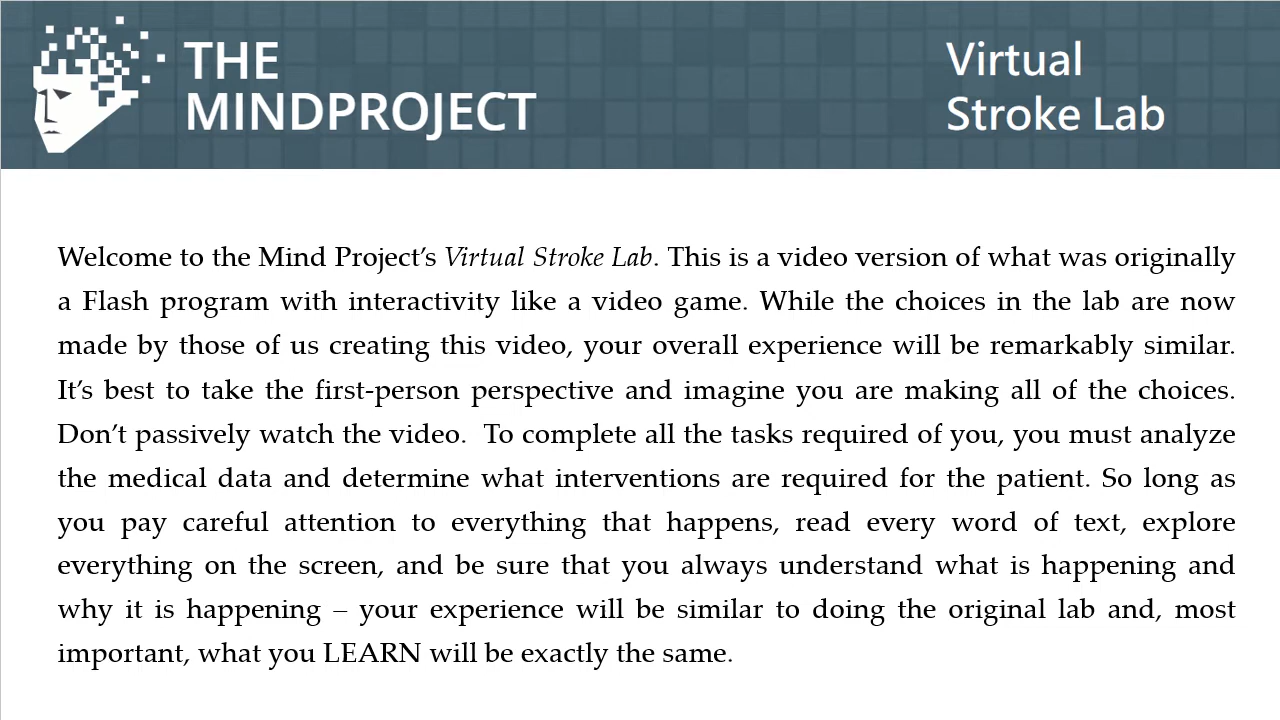 THE
MINDPROJECT
Virtual
Stroke Lab
Welcome to the Mind Project’s Virtual Stroke Lab. This is a video version of what was originally
a Flash program with interactivity like a video game. While the choices in the lab are now
made by those of us creating this video, your overall experience will be remarkably similar.
It’s best to take the first-person perspective and imagine you are making all of the choices.
Don’t passively watch the video.  To complete all the tasks required of you, you must analyze
the medical data and determine what interventions are required for the patient. So long as
you pay careful attention to everything that happens, read every word of text, explore
everything on the screen, and be sure that you always understand what is happening and
why it is happening – your experience will be similar to doing the original lab and, most
important, what you LEARN will be exactly the same.